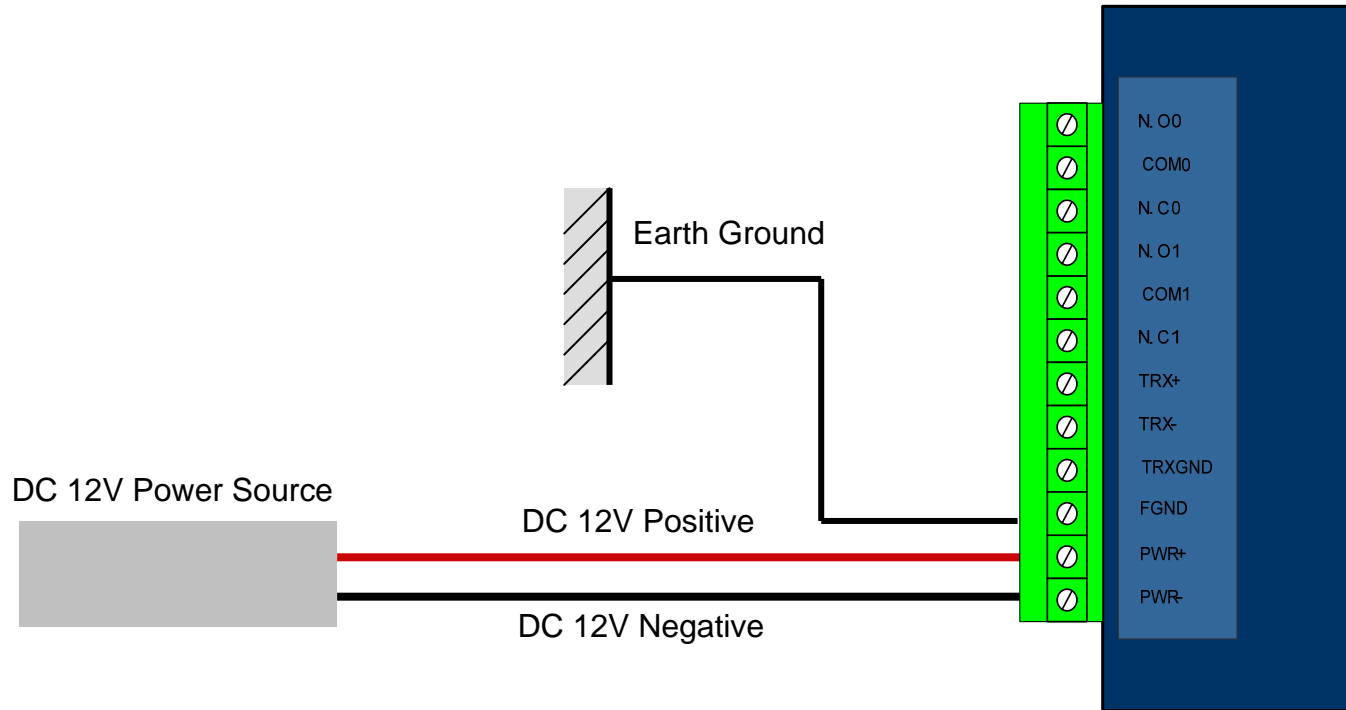 Earth Ground
DC 12V Power Source
DC 12V Positive
DC 12V Negative
N.O0
COM0
N.C0
N.O1
COM1
N.C1
TRX+
TRX-
TRXGND
FGND
PWR+
PWR-